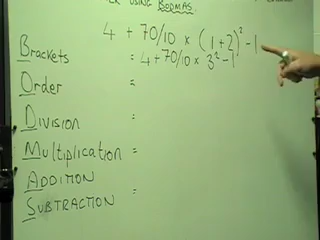 USING BODMAS.
4 + 70/10 × (1+2)² - 1
Brackets = 4 + 70/10 × 3² - 1
Order =
Division =
Multiplication =
Addition =
SUBTRACTION =